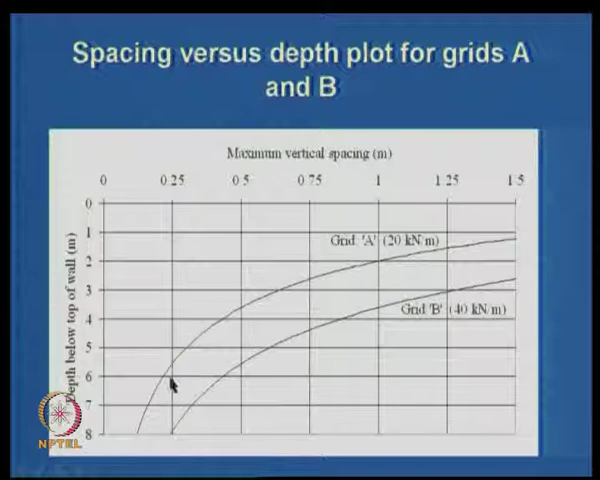 Spacing versus depth plot for grids A
and B
Maximum vertical spacing (m)
0 0.25 0.5 0.75 1 1.25 1.5
Depth below top of wall (m)
0
1
2
3
4
5
6
7
8
Grid 'A' (20 kN/m)
Grid 'B' (40 kN/m)
NPTEL